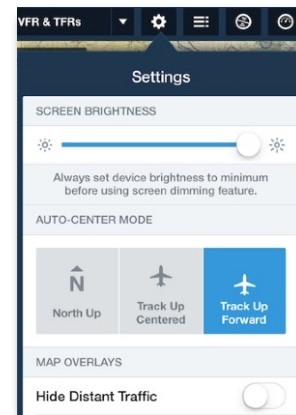 VFR & TFRs
Settings
SCREEN BRIGHTNESS
Always set device brightness to minimum
before using screen dimming feature.
AUTO-CENTER MODE
N
North Up
Track Up
Centered
Track Up
Forward
MAP OVERLAYS
Hide Distant Traffic